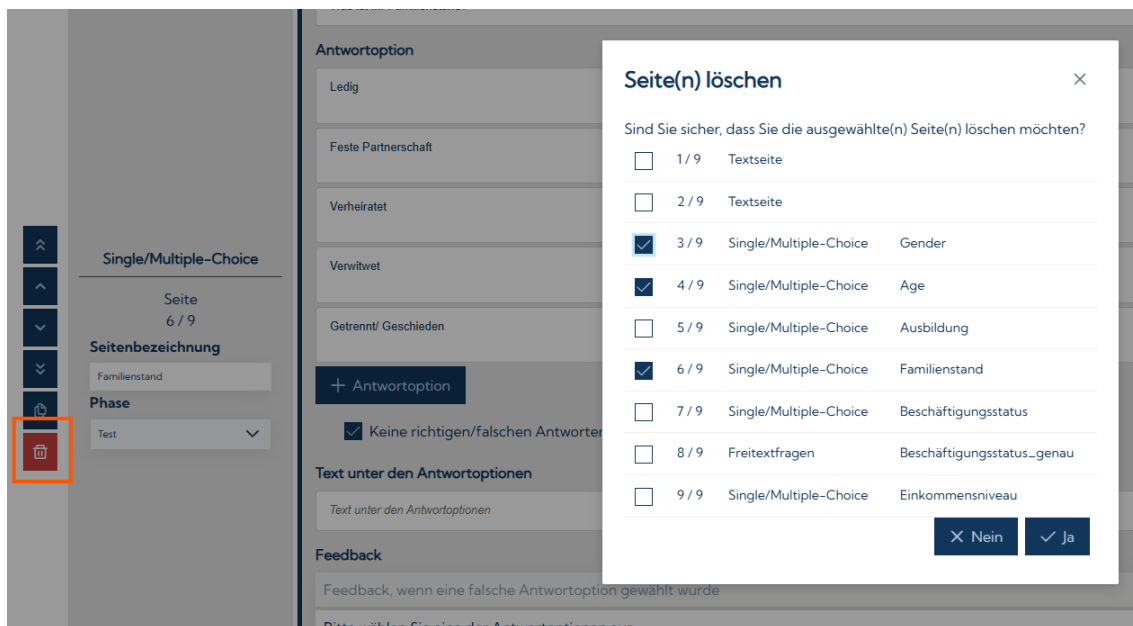 Antwortoption
Ledig
Feste Partnerschaft
Verheiratet
Verwitwet
Getrennt/ Geschieden
+ Antwortoption
Keine richtigen/falschen Antworten
Text unter den Antwortoptionen
Text unter den Antwortoptionen
Feedback
Feedback, wenn eine falsche Antwortoption gewählt wurde
Single/Multiple-Choice
Seite
6 / 9
Seitenbezeichnung
Familienstand
Phase
Test
Seite(n) löschen
Sind Sie sicher, dass Sie die ausgewählte(n) Seite(n) löschen möchten?
1 / 9 Textseite
2 / 9 Textseite
3 / 9 Single/Multiple-Choice Gender
4 / 9 Single/Multiple-Choice Age
5 / 9 Single/Multiple-Choice Ausbildung
6 / 9 Single/Multiple-Choice Familienstand
7 / 9 Single/Multiple-Choice Beschäftigungsstatus
8 / 9 Freitextfragen Beschäftigungsstatus_genau
9 / 9 Single/Multiple-Choice Einkommensniveau
Nein
Ja